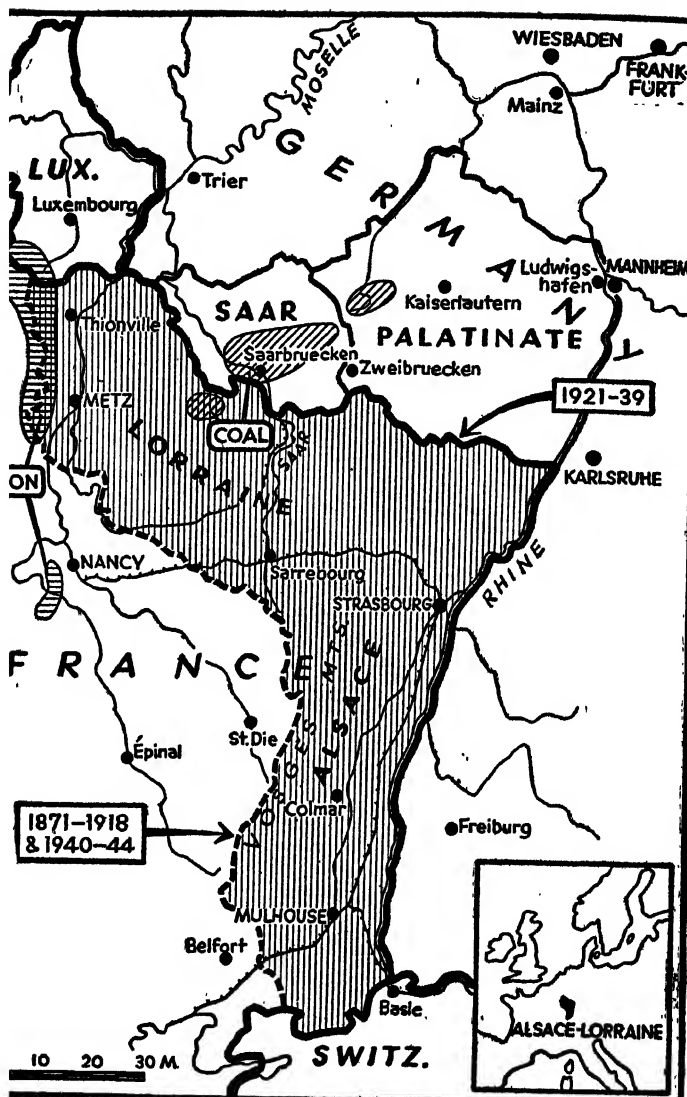 WIESBADEN
FRANK-
FURT
Mainz
MOSELLE
GERMANY
LUX.
Trier
Luxembourg
Ludwigs-
hafen
MANNHEIM
Kaiserlautern
SAAR
PALATINATE
Thionville
Saarbruecken
Zweibruecken
1921-39
METZ
COAL
LORRAINE
SAAR
KARLSRUHE
ON
NANCY
Sarrebourg
STRASBOURG
RHINE
FRANCE
VOSGES MTS.
ALSACE
St. Die
Épinal
Colmar
1871-1918
& 1940-44
Freiburg
MULHOUSE
Belfort
Basle
ALSACE-LORRAINE
SWITZ.
10 20 30 M.